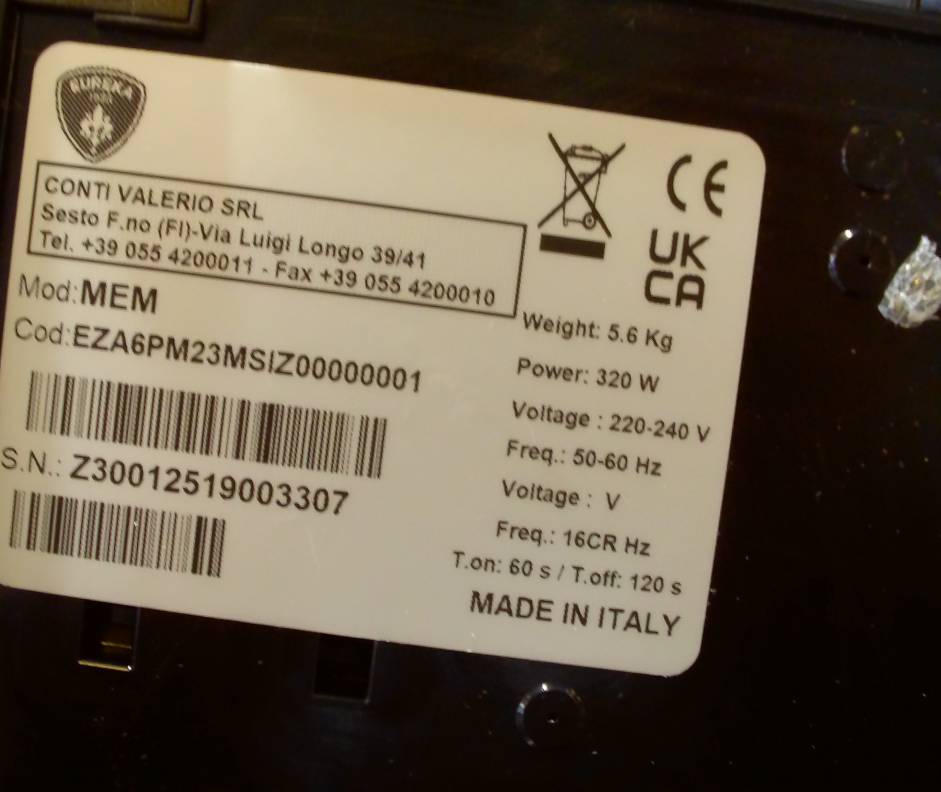 EUREKA
CONTI VALERIO SRL
Sesto F.no (FI)-Via Luigi Longo 39/41
Tel. +39 055 4200011 - Fax +39 055 4200010
Mod:MEM
Cod:EZA6PM23MSIZ00000001
S.N.: Z30012519003307
CE
UK
CA
Weight: 5.6 Kg
Power: 320 W
Voltage : 220-240 V
Freq.: 50-60 Hz
Voltage : V
Freq.: 16CR Hz
T.on: 60 s / T.off: 120 s
MADE IN ITALY